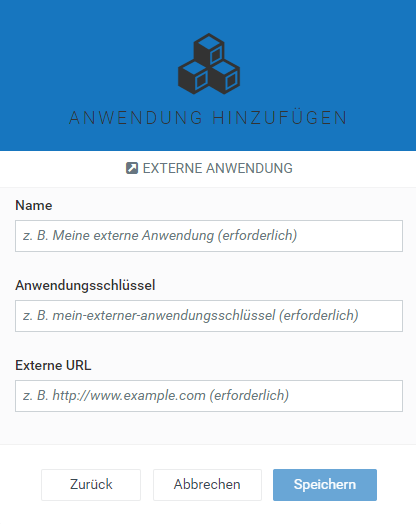 ANWENDUNG HINZUFÜGEN
EXTERNE ANWENDUNG
Name
z. B. Meine externe Anwendung (erforderlich)
Anwendungsschlüssel
z. B. mein-externer-anwendungsschlüssel (erforderlich)
Externe URL
z. B. http://www.example.com (erforderlich)
Zurück Abbrechen Speichern